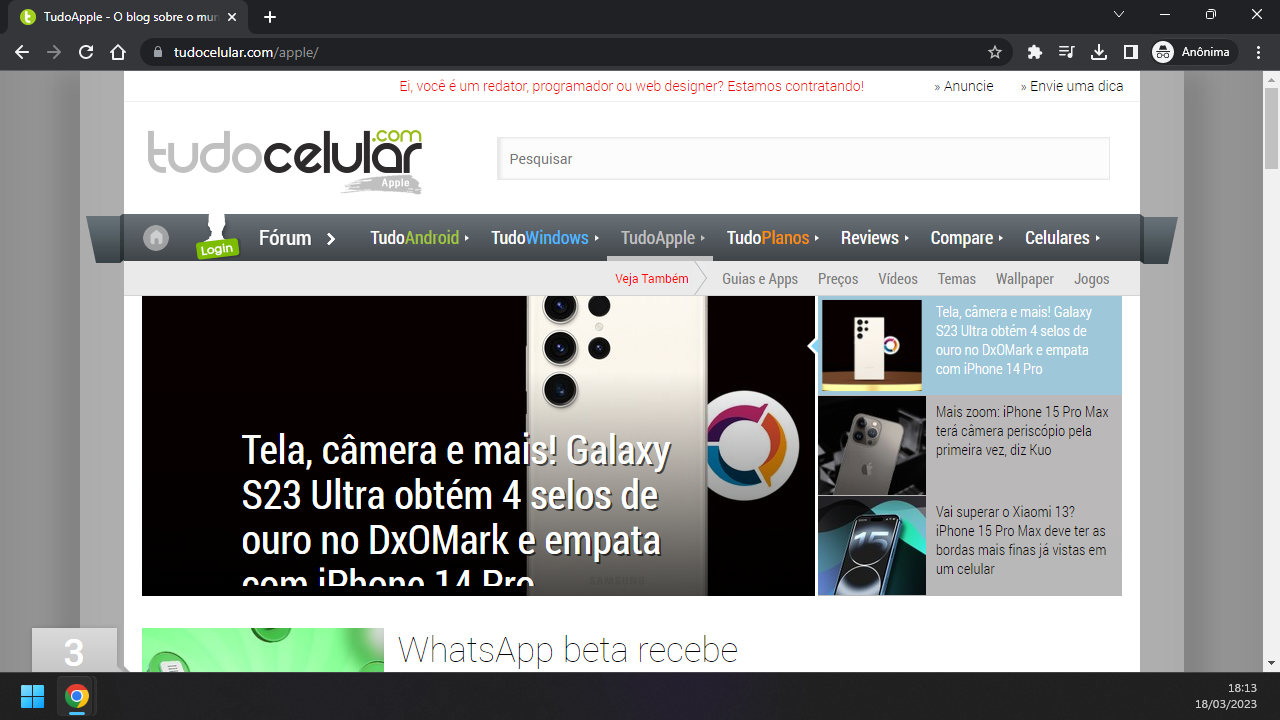 TudoApple - O blog sobre o mun
tudocelular.com/apple/
Anônima
Ei, você é um redator, programador ou web designer? Estamos contratando!
» Anuncie
» Envie uma dica
tudocelular.com
Apple
Pesquisar
Login
Fórum
TudoAndroid
TudoWindows
TudoApple
TudoPlanos
Reviews
Compare
Celulares
Veja Também
Guias e Apps
Preços
Vídeos
Temas
Wallpaper
Jogos
Tela, câmera e mais! Galaxy
S23 Ultra obtém 4 selos de
ouro no DxOMark e empata
com iPhone 14 Pro
SAMSUNG
Tela, câmera e mais! Galaxy
S23 Ultra obtém 4 selos de
ouro no DxOMark e empata
com iPhone 14 Pro
Mais zoom: iPhone 15 Pro Max
terá câmera periscópio pela
primeira vez, diz Kuo
15
Vai superar o Xiaomi 13?
iPhone 15 Pro Max deve ter as
bordas mais finas já vistas em
um celular
3
WhatsApp beta recebe
18:13
18/03/2023